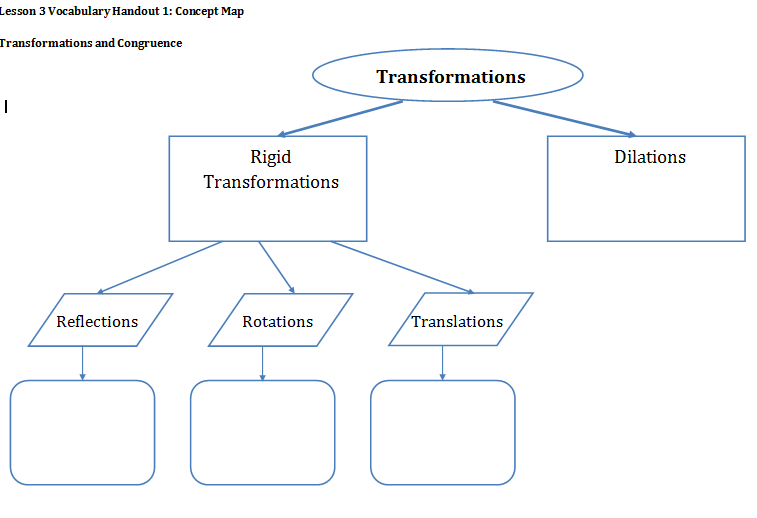 Lesson 3 Vocabulary Handout 1: Concept Map
Transformations and Congruence
Transformations
Rigid
Transformations
Dilations
Reflections
Rotations
Translations